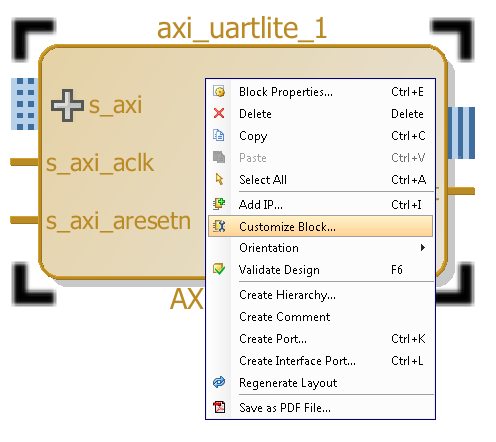 axi_uartlite_1
s_axi
s_axi_aclk
s_axi_aresetn
AX
Block Properties... Ctrl+E
Delete Delete
Copy Ctrl+C
Paste Ctrl+V
Select All Ctrl+A
Add IP... Ctrl+I
Customize Block...
Orientation
Validate Design F6
Create Hierarchy...
Create Comment
Create Port... Ctrl+K
Create Interface Port... Ctrl+L
Regenerate Layout
Save as PDF File...